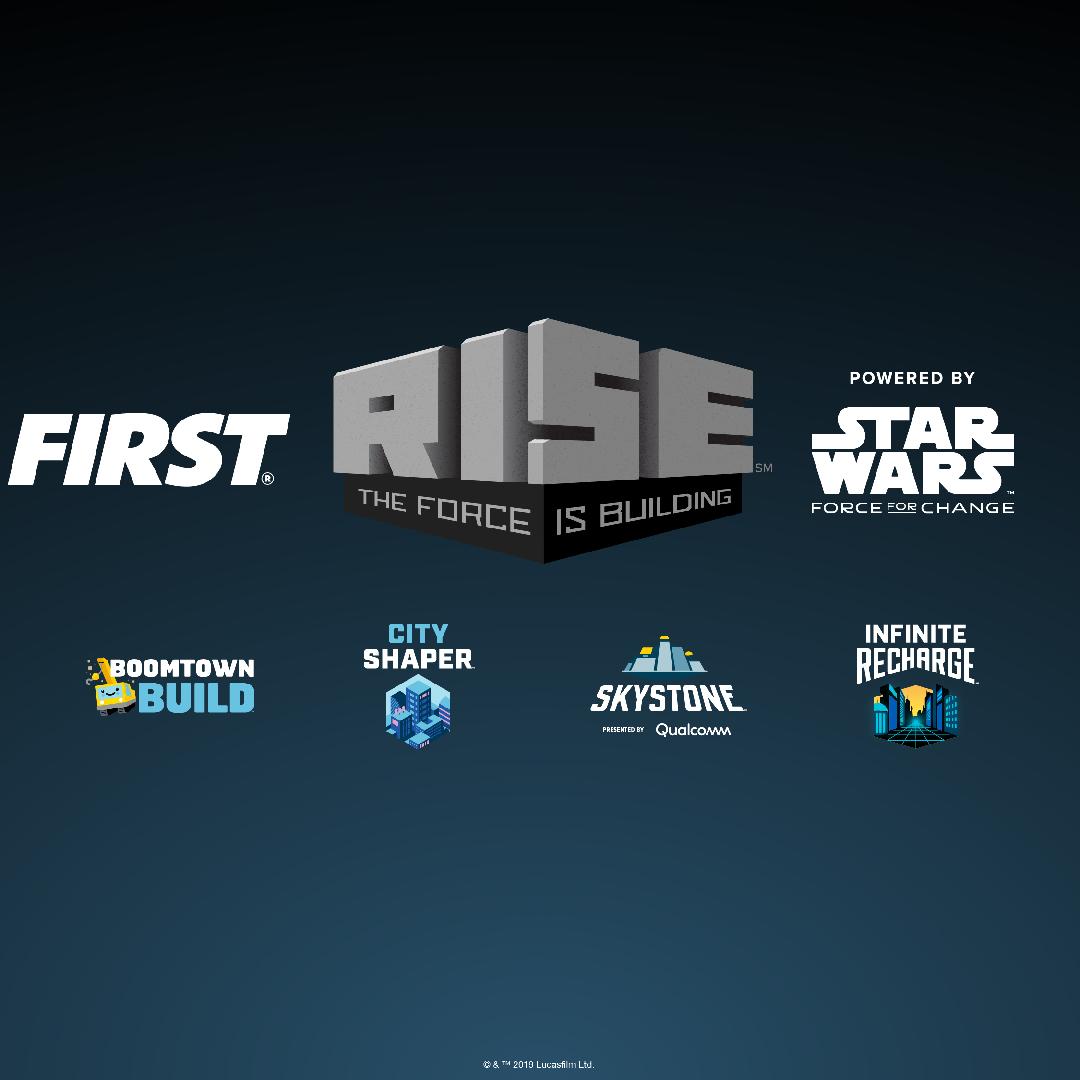 FIRST®
RISE SM
THE FORCE IS BUILDING
POWERED BY
STAR
WARS™
FORCE FOR CHANGE
BOOMTOWN
BUILD
CITY
SHAPER
SKYSTONE
PRESENTED BY Qualcomm
INFINITE
RECHARGE
© & ™ 2019 Lucasfilm Ltd.